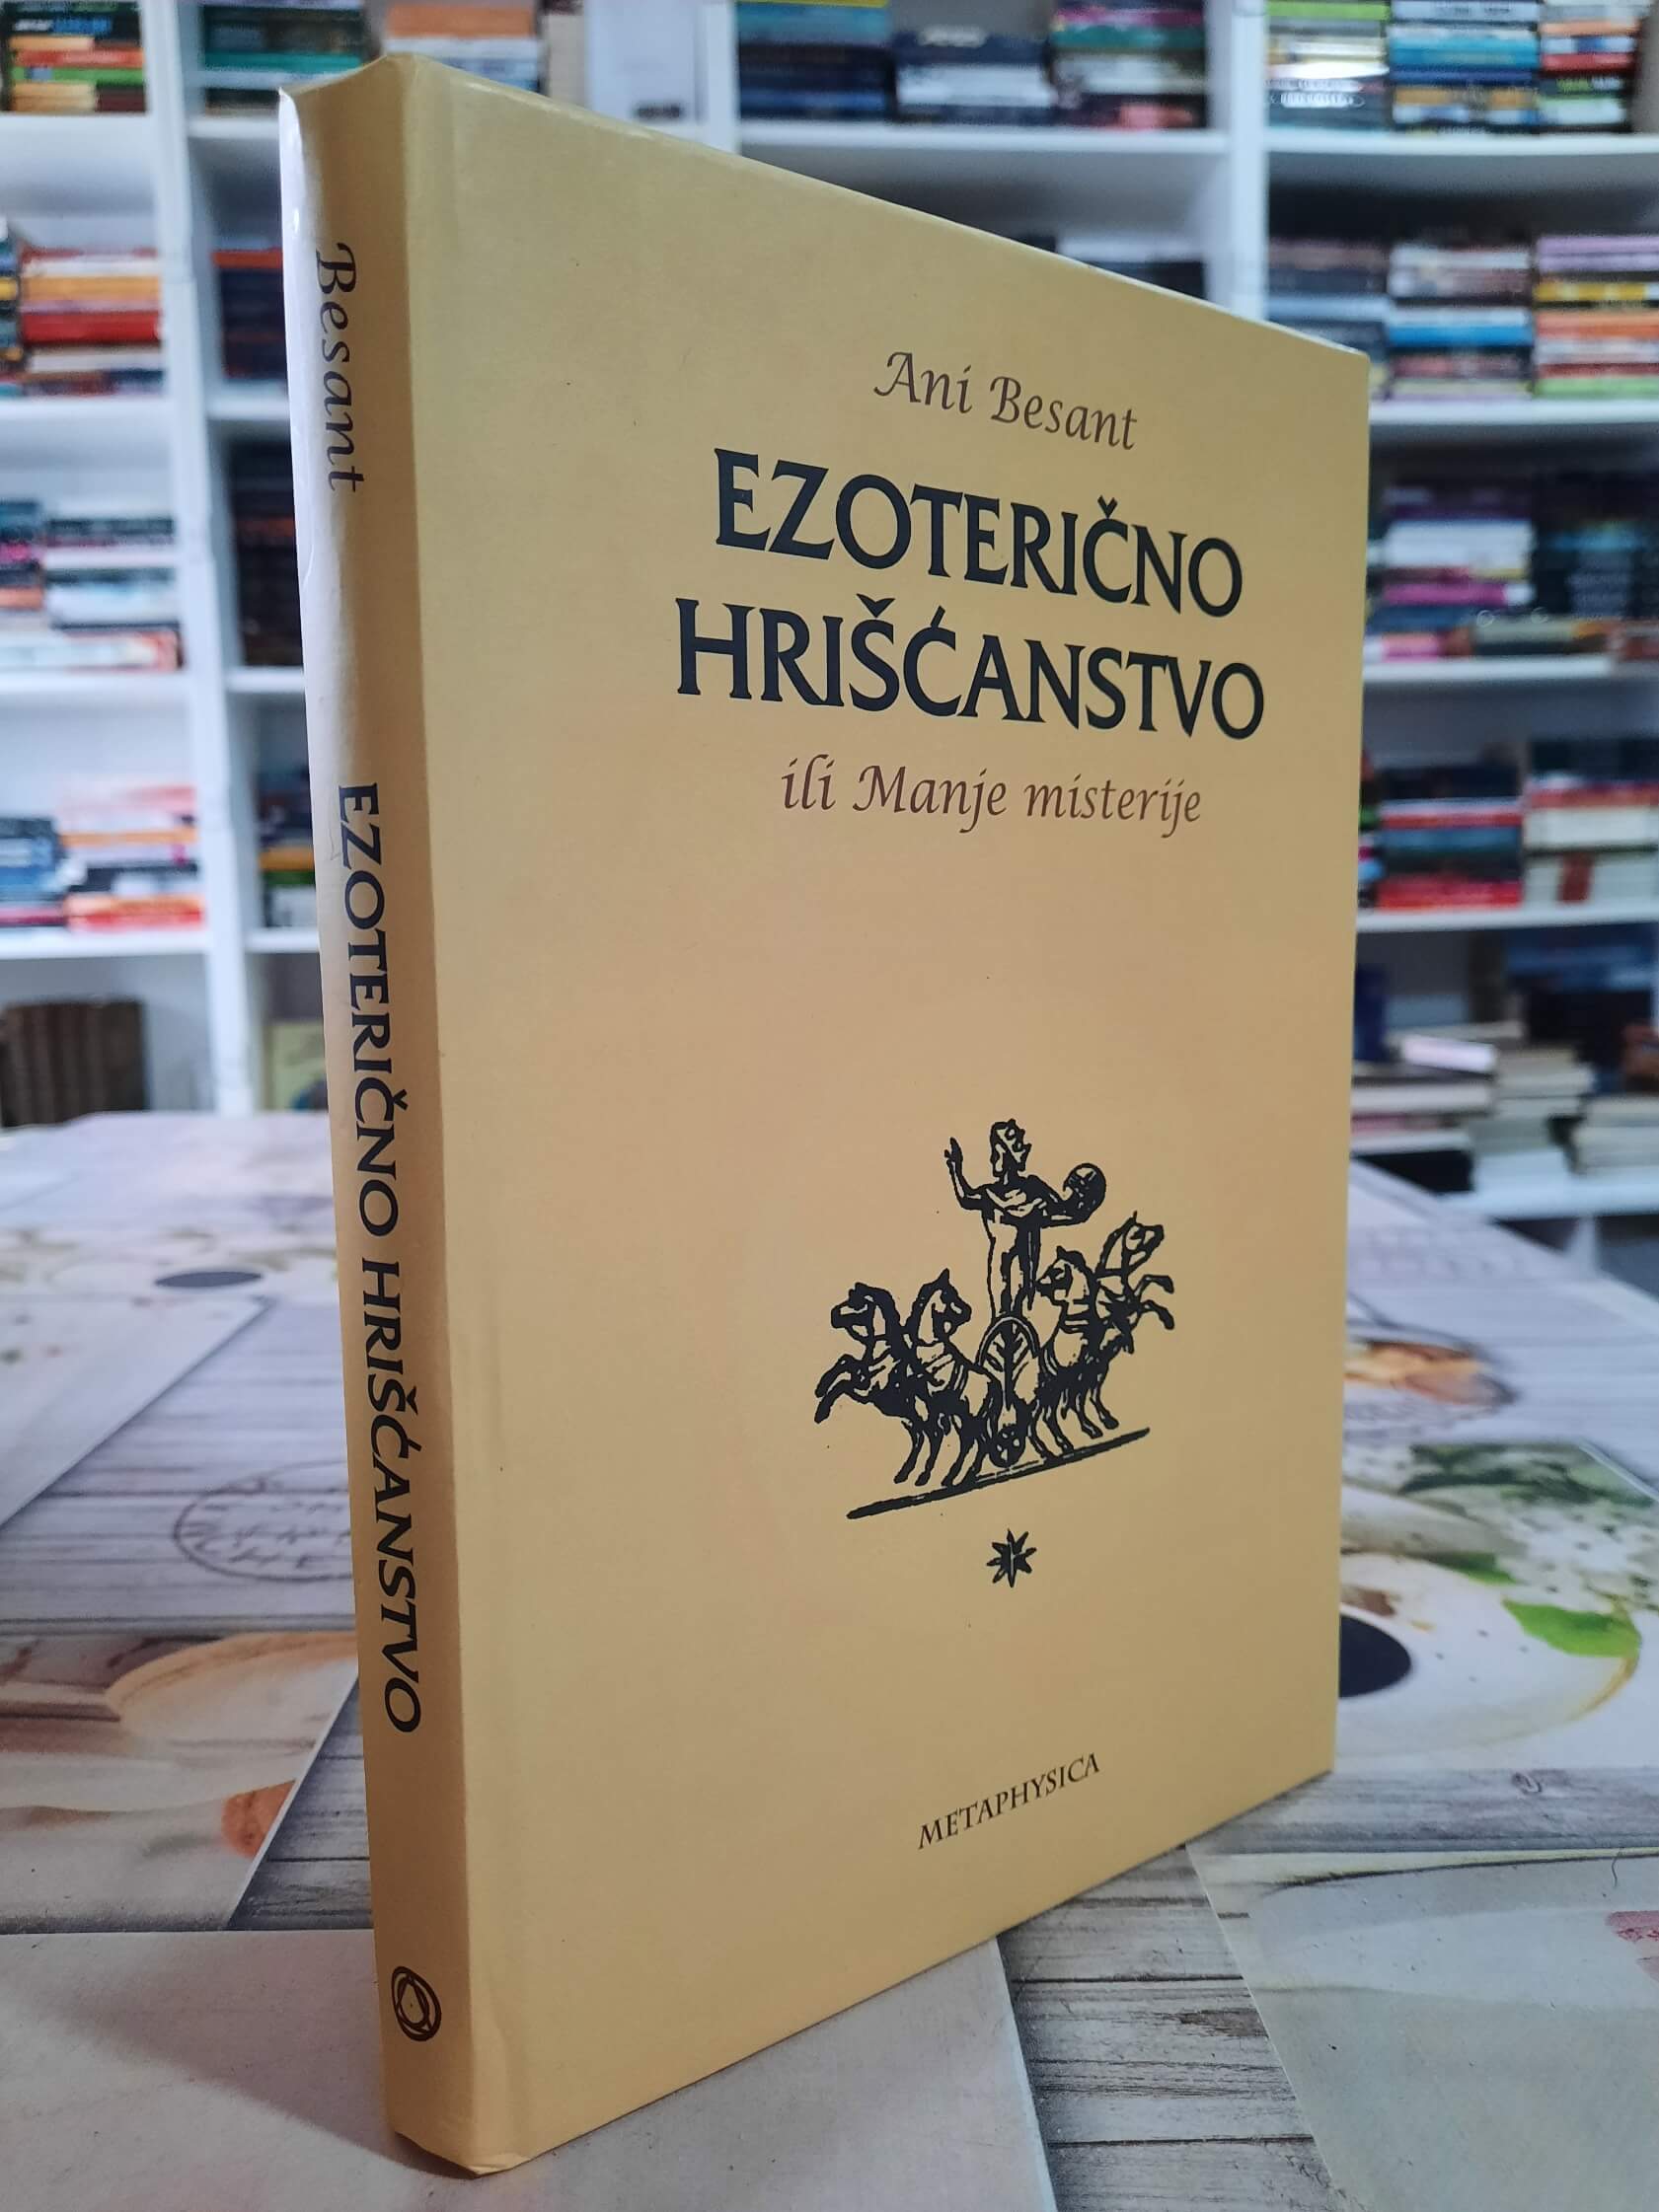 Ani Besant
EZOTERIČNO
HRIŠĆANSTVO
ili Manje misterije
METAPHYSICA
Besant
EZOTERIČNO HRIŠĆANSTVO